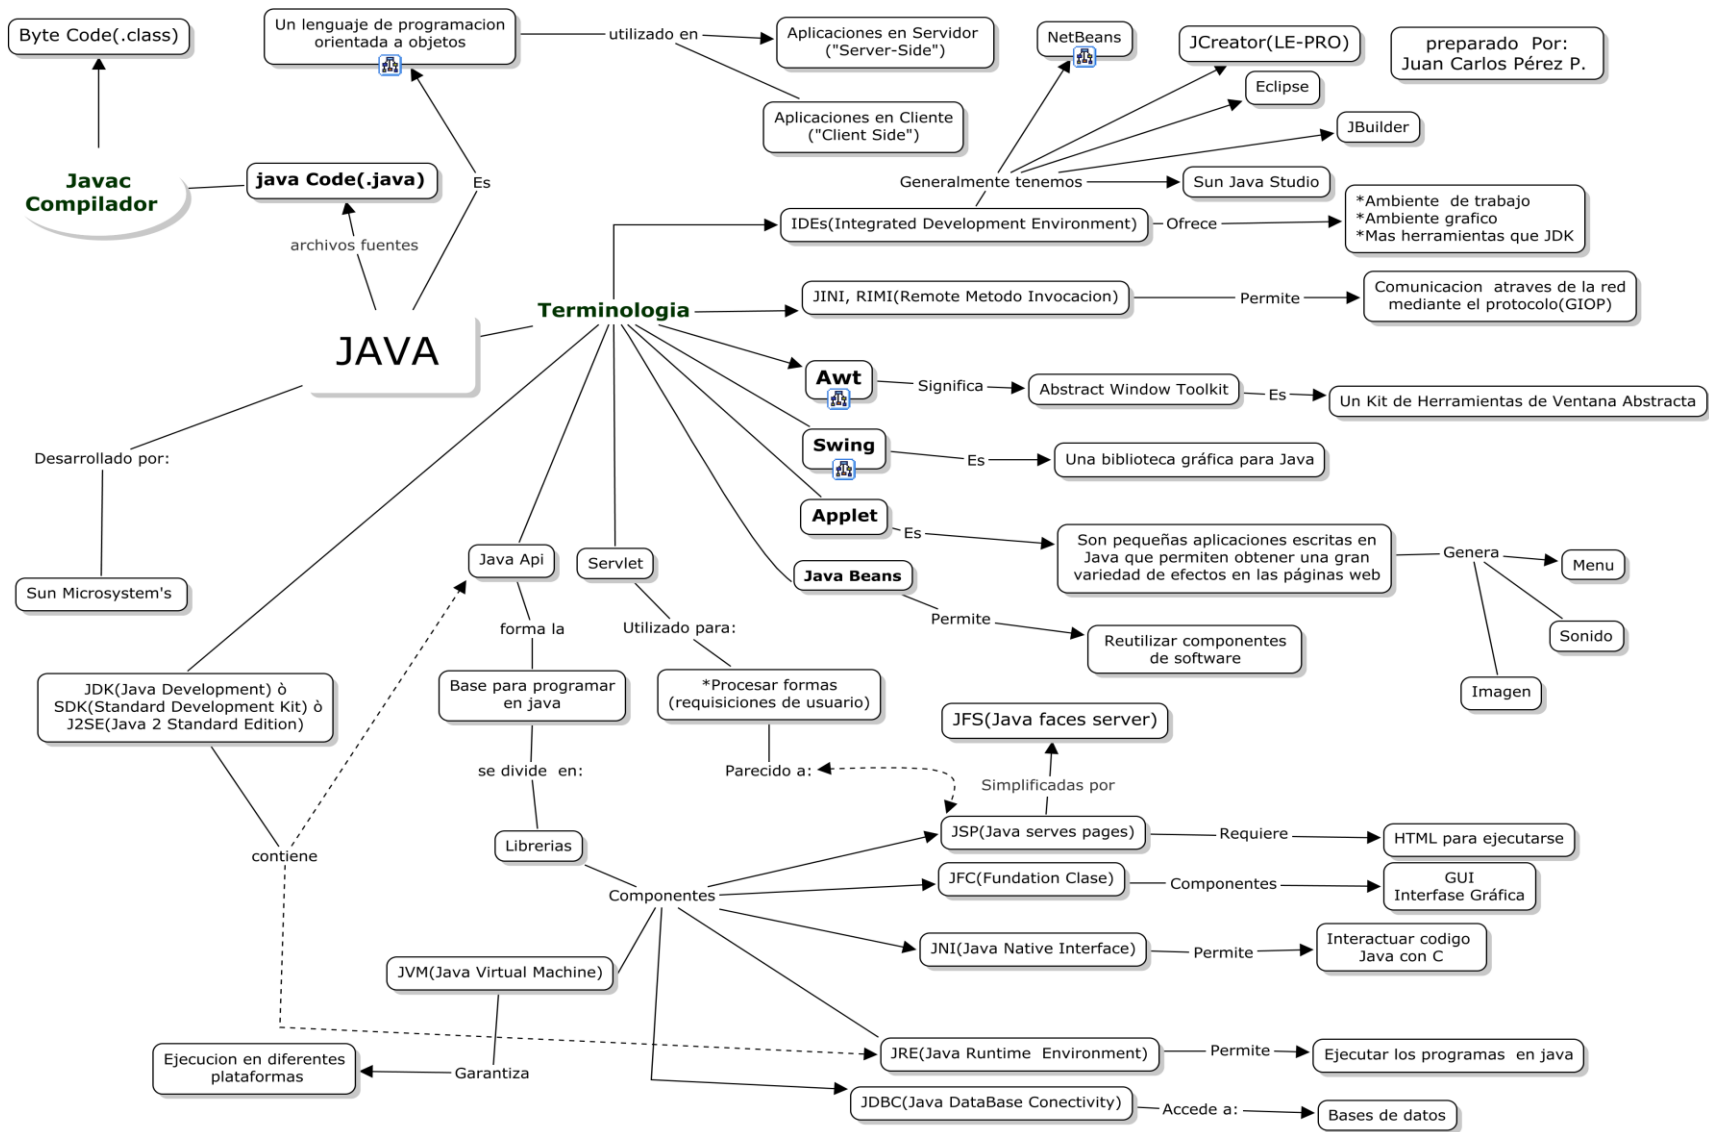 Byte Code(.class)
Un lenguaje de programacion
orientada a objetos
utilizado en
Aplicaciones en Servidor
("Server-Side")
Aplicaciones en Cliente
("Client Side")
NetBeans
JCreator(LE-PRO)
Eclipse
JBuilder
preparado  Por:
Juan Carlos Pérez P.
Javac
Compilador
java Code(.java)
Es
archivos fuentes
Generalmente tenemos
Sun Java Studio
IDEs(Integrated Development Environment)
Ofrece
*Ambiente  de trabajo
*Ambiente grafico
*Mas herramientas que JDK
JAVA
Terminologia
JINI, RIMI(Remote Metodo Invocacion)
Permite
Comunicacion  atraves de la red
mediante el protocolo(GIOP)
Awt
Significa
Abstract Window Toolkit
Es
Un Kit de Herramientas de Ventana Abstracta
Swing
Es
Una biblioteca gráfica para Java
Applet
Es
Son pequeñas aplicaciones escritas en
Java que permiten obtener una gran
variedad de efectos en las páginas web
Genera
Menu
Sonido
Imagen
Desarrollado por:
Sun Microsystem's
Java Api
Servlet
Java Beans
Permite
Reutilizar componentes
de software
forma la
Utilizado para:
JDK(Java Development) ò
SDK(Standard Development Kit) ò
J2SE(Java 2 Standard Edition)
Base para programar
en java
*Procesar formas
(requisiciones de usuario)
se divide  en:
Parecido a:
JFS(Java faces server)
Simplificadas por
contiene
Librerias
JSP(Java serves pages)
Requiere
HTML para ejecutarse
Componentes
JFC(Fundation Clase)
Componentes
GUI
Interfase Gráfica
JNI(Java Native Interface)
Permite
Interactuar codigo
Java con C
JVM(Java Virtual Machine)
Garantiza
Ejecucion en diferentes
plataformas
JRE(Java Runtime  Environment)
Permite
Ejecutar los programas  en java
JDBC(Java DataBase Conectivity)
Accede a:
Bases de datos